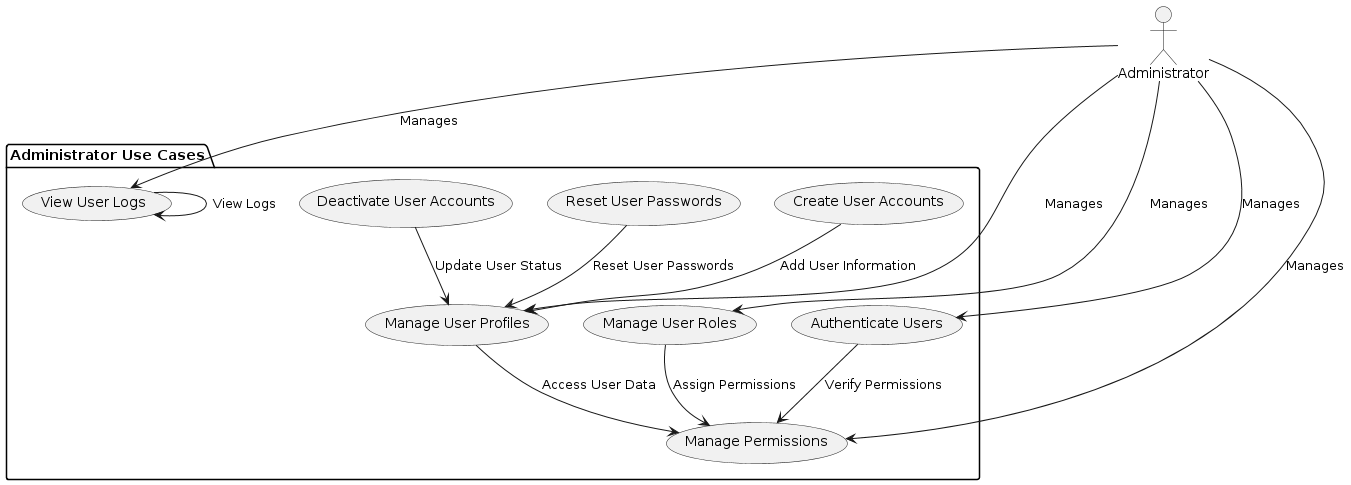 Administrator
Manages
Administrator Use Cases
View User Logs
View Logs
Deactivate User Accounts
Reset User Passwords
Create User Accounts
Manages
Manages
Manages
Update User Status
Reset User Passwords
Add User Information
Manages
Manage User Profiles
Manage User Roles
Authenticate Users
Access User Data
Assign Permissions
Verify Permissions
Manage Permissions